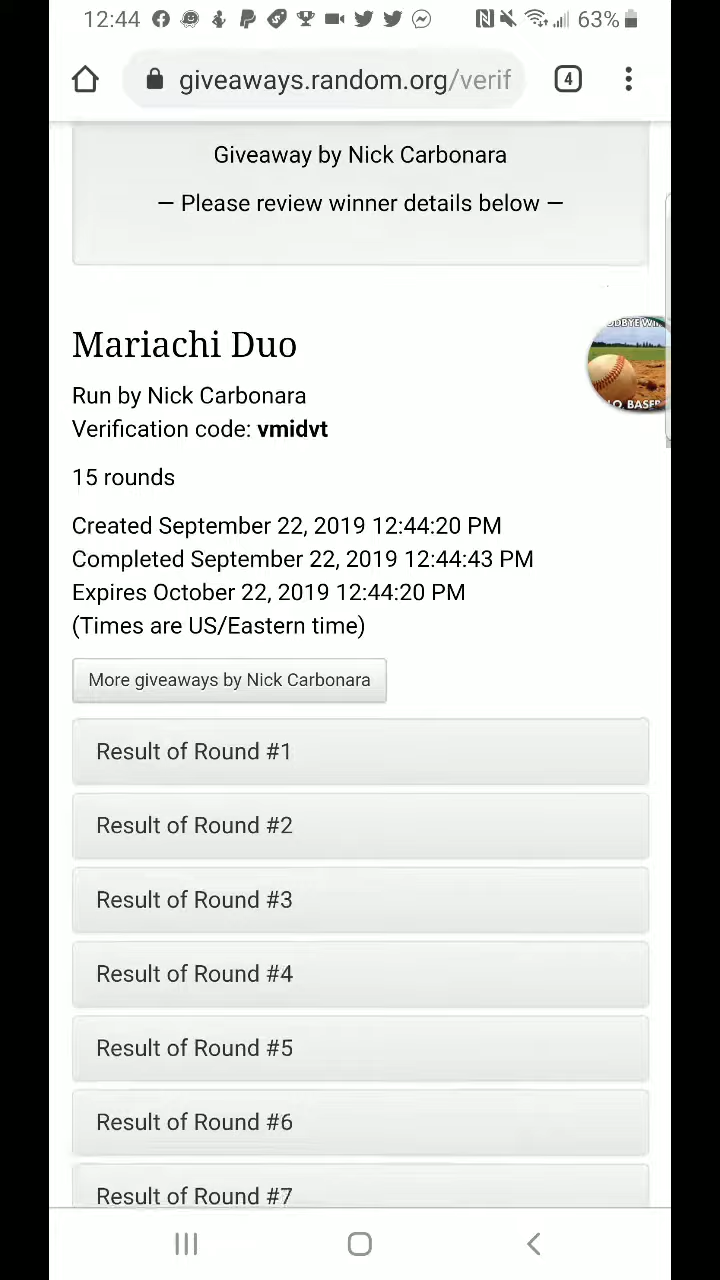 12:44
63%
giveaways.random.org/verif
4
Giveaway by Nick Carbonara
— Please review winner details below —
Mariachi Duo
Run by Nick Carbonara
Verification code: vmidvt
15 rounds
Created September 22, 2019 12:44:20 PM
Completed September 22, 2019 12:44:43 PM
Expires October 22, 2019 12:44:20 PM
(Times are US/Eastern time)
More giveaways by Nick Carbonara
Result of Round #1
Result of Round #2
Result of Round #3
Result of Round #4
Result of Round #5
Result of Round #6
Result of Round #7